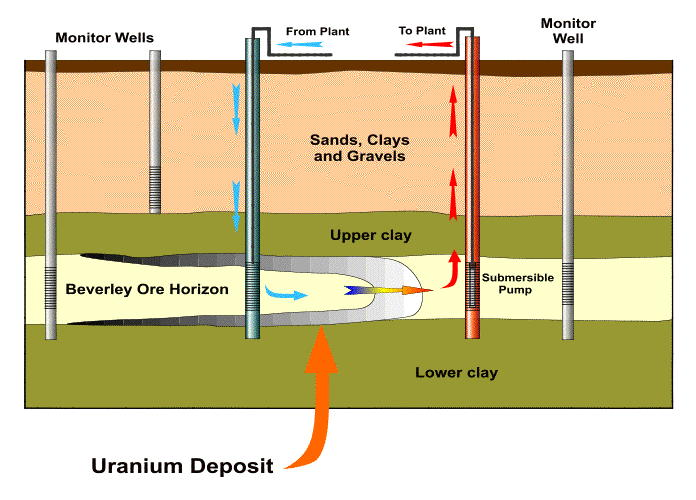 Monitor Wells
From Plant
To Plant
Monitor
Well
Sands, Clays
and Gravels
Upper clay
Beverley Ore Horizon
Submersible
Pump
Lower clay
Uranium Deposit